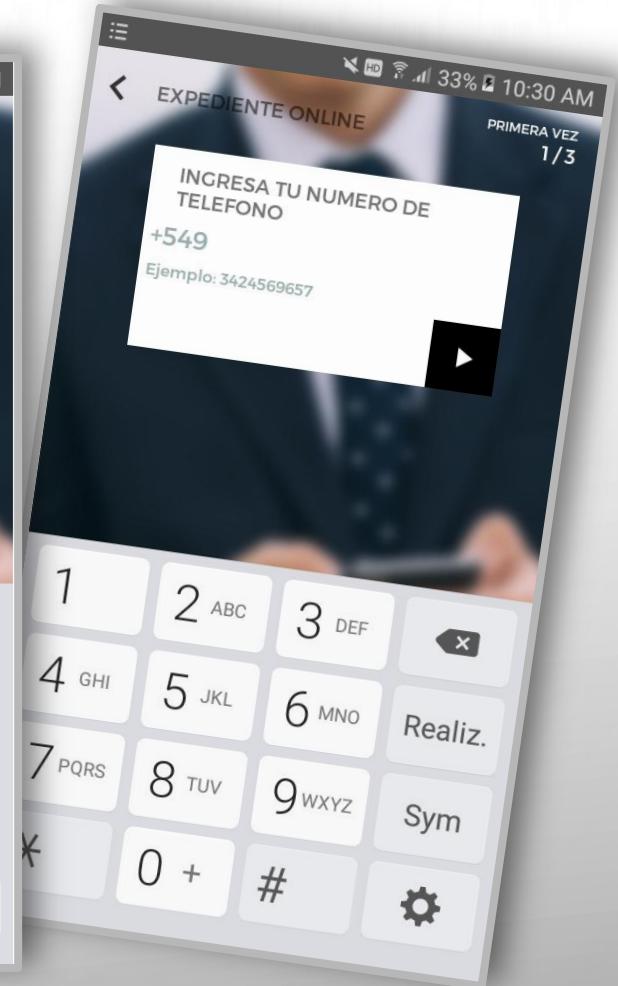 HD 33% 10:30 AM
EXPEDIENTE ONLINE
PRIMERA VEZ
1/3
INGRESA TU NUMERO DE
TELEFONO
+549
Ejemplo: 3424569657
1
2 ABC
3 DEF
4 GHI
5 JKL
6 MNO
Realiz.
7 PQRS
8 TUV
9 WXYZ
Sym
*
0 +
#